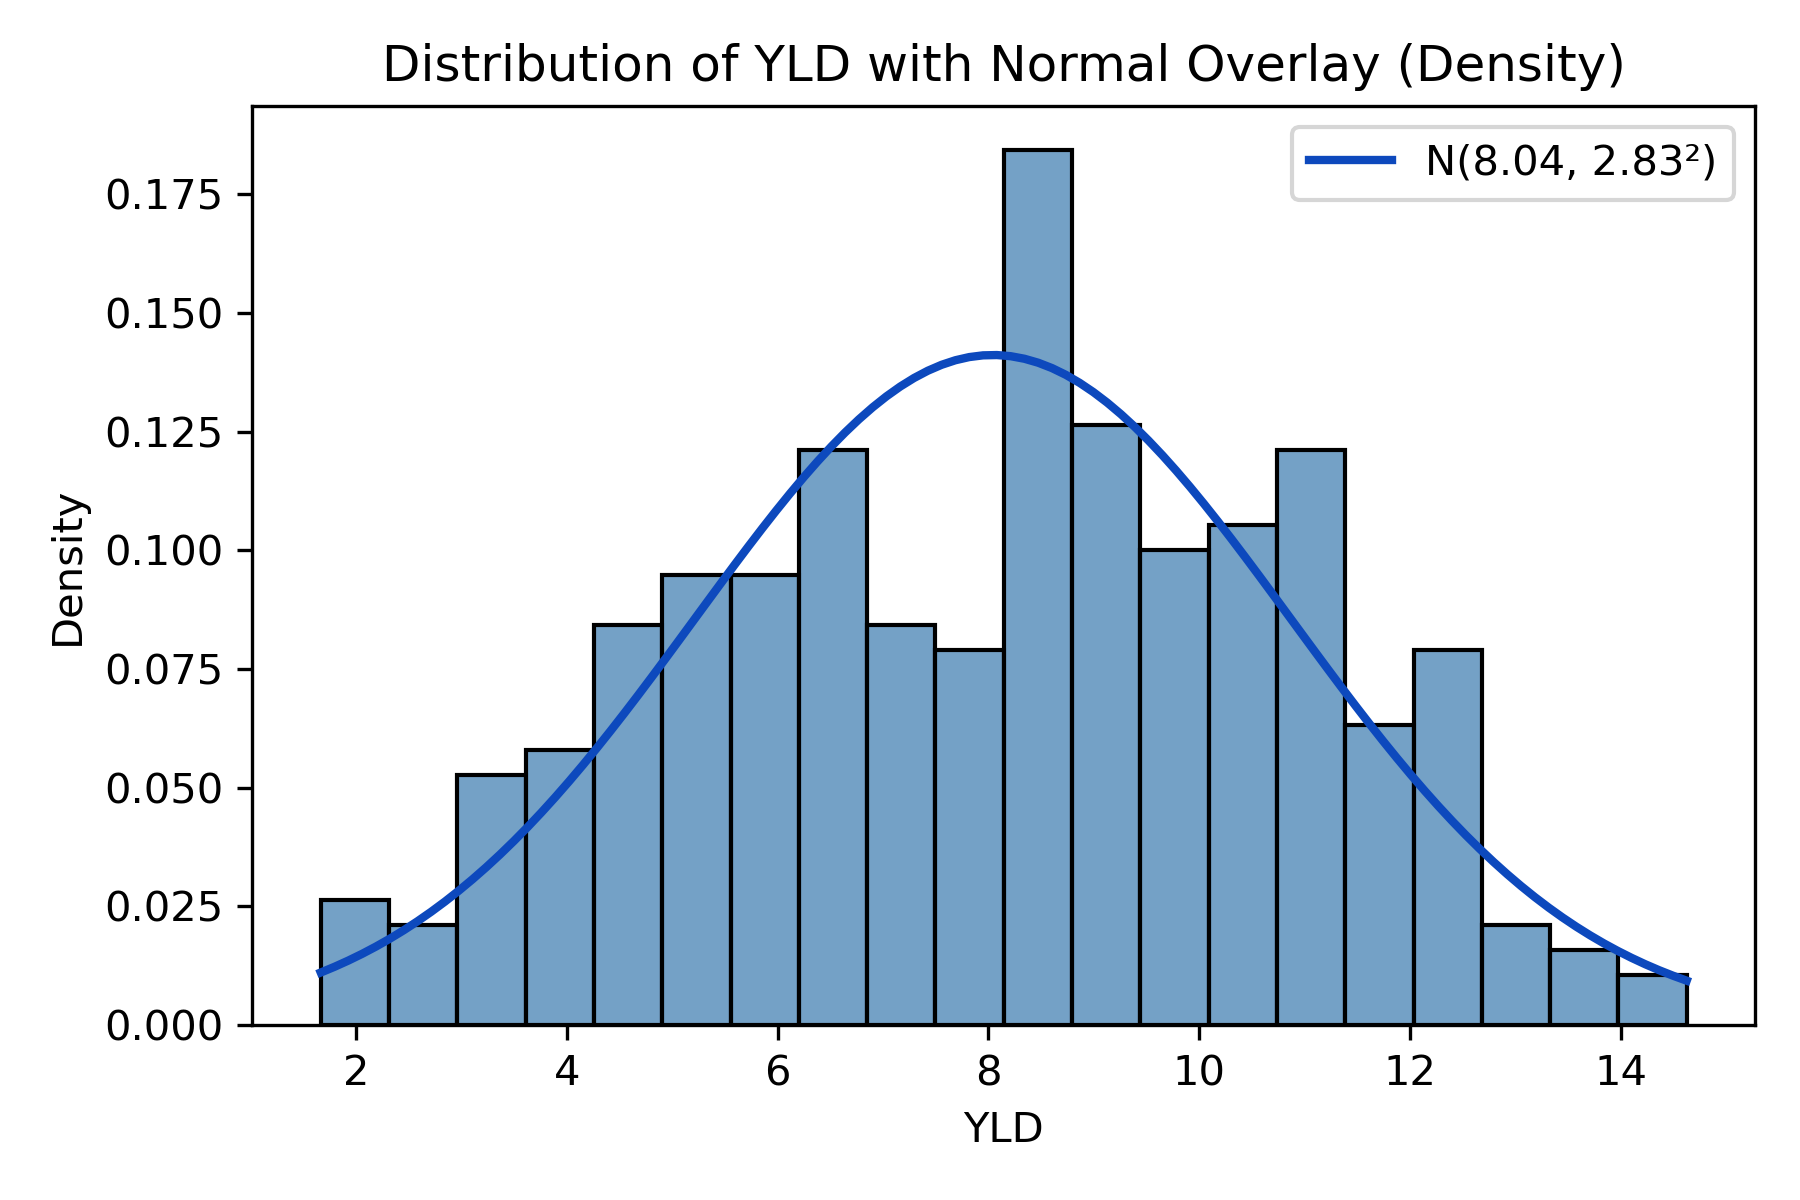 Distribution of YLD with Normal Overlay (Density)
N(8.04, 2.83²)
0.175
0.150
0.125
0.100
0.075
0.050
0.025
0.000
Density
2 4 6 8 10 12 14
YLD